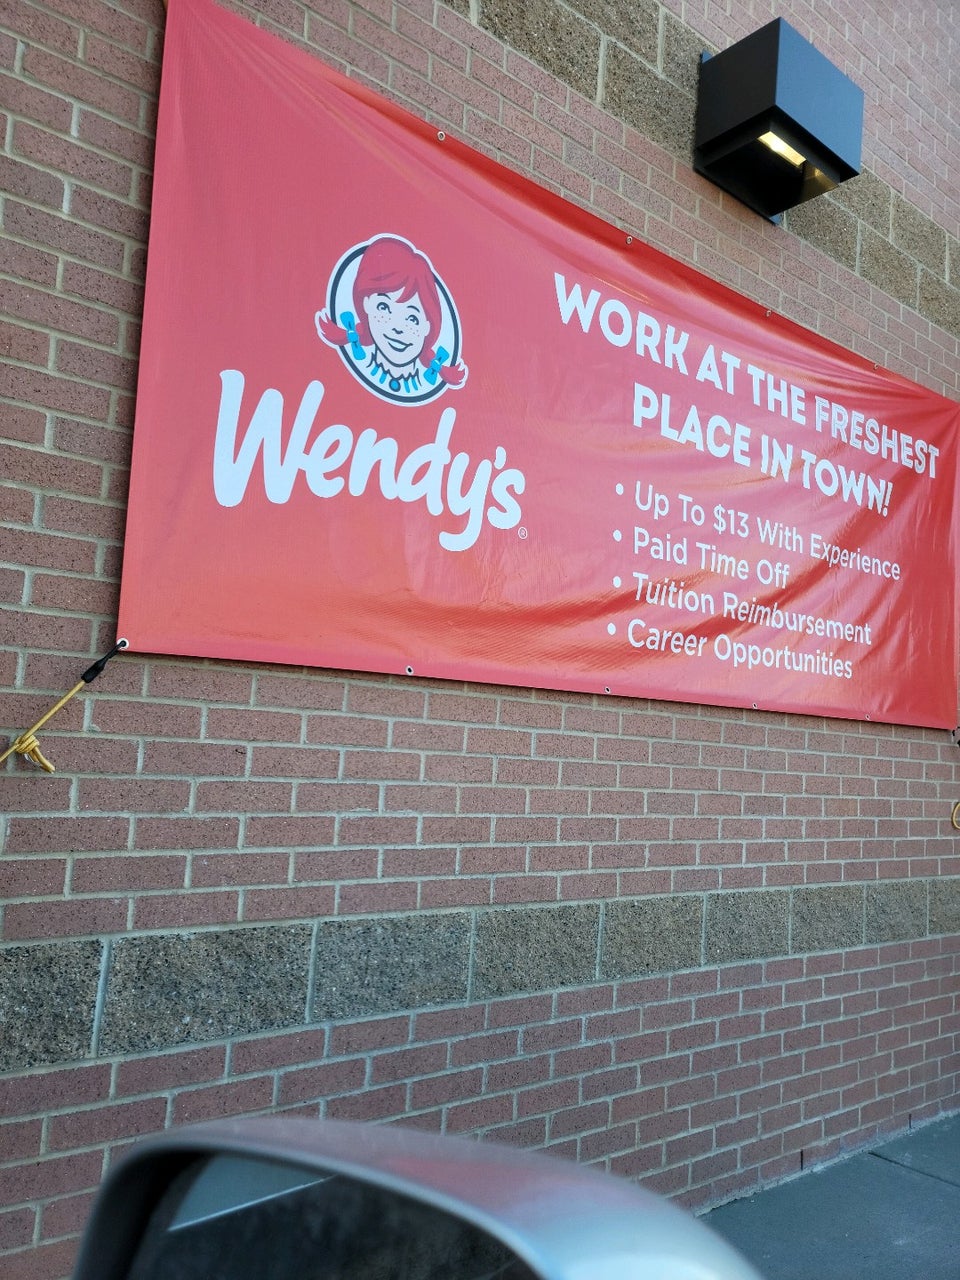 Wendy's®
WORK AT THE FRESHEST
PLACE IN TOWN!
• Up To $13 With Experience
• Paid Time Off
• Tuition Reimbursement
• Career Opportunities